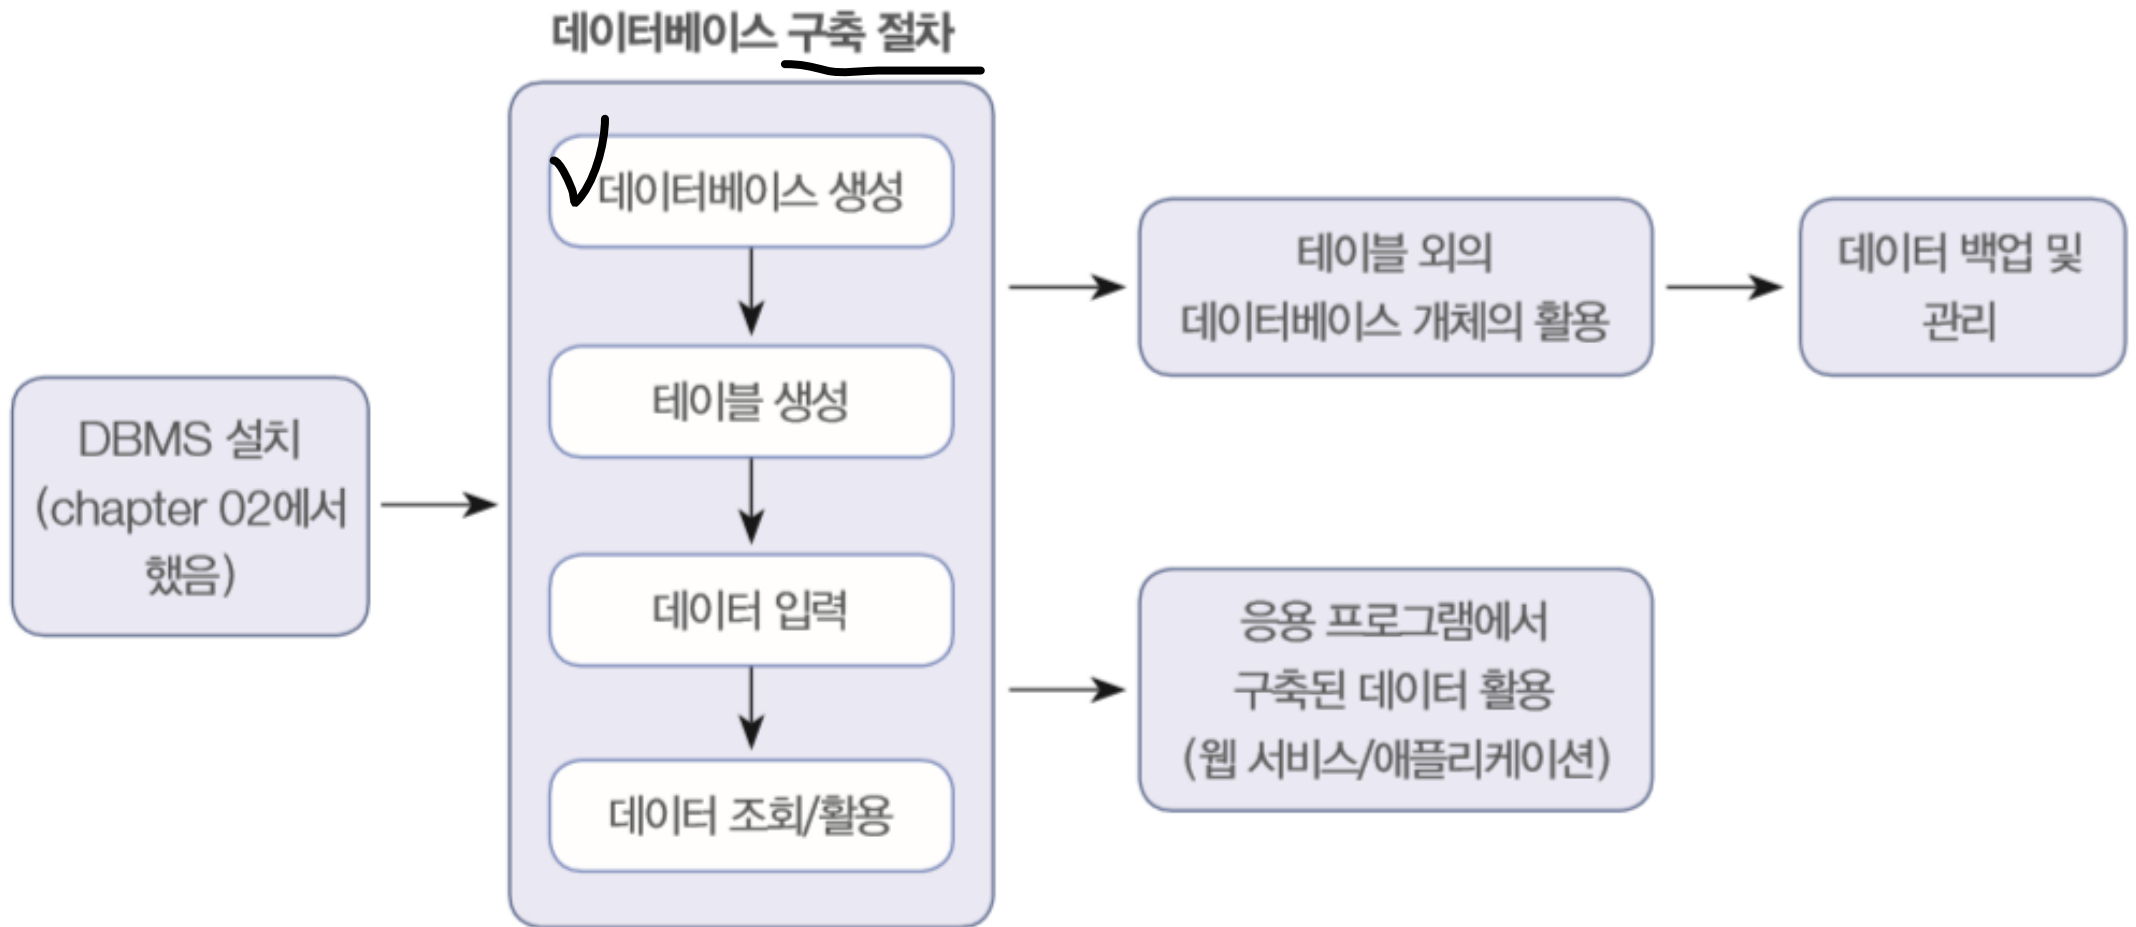 데이터베이스 구축 절차
DBMS 설치
(chapter 02에서
했음)
데이터베이스 생성
테이블 생성
데이터 입력
데이터 조회/활용
테이블 외의
데이터베이스 개체의 활용
데이터 백업 및
관리
응용 프로그램에서
구축된 데이터 활용
(웹 서비스/애플리케이션)